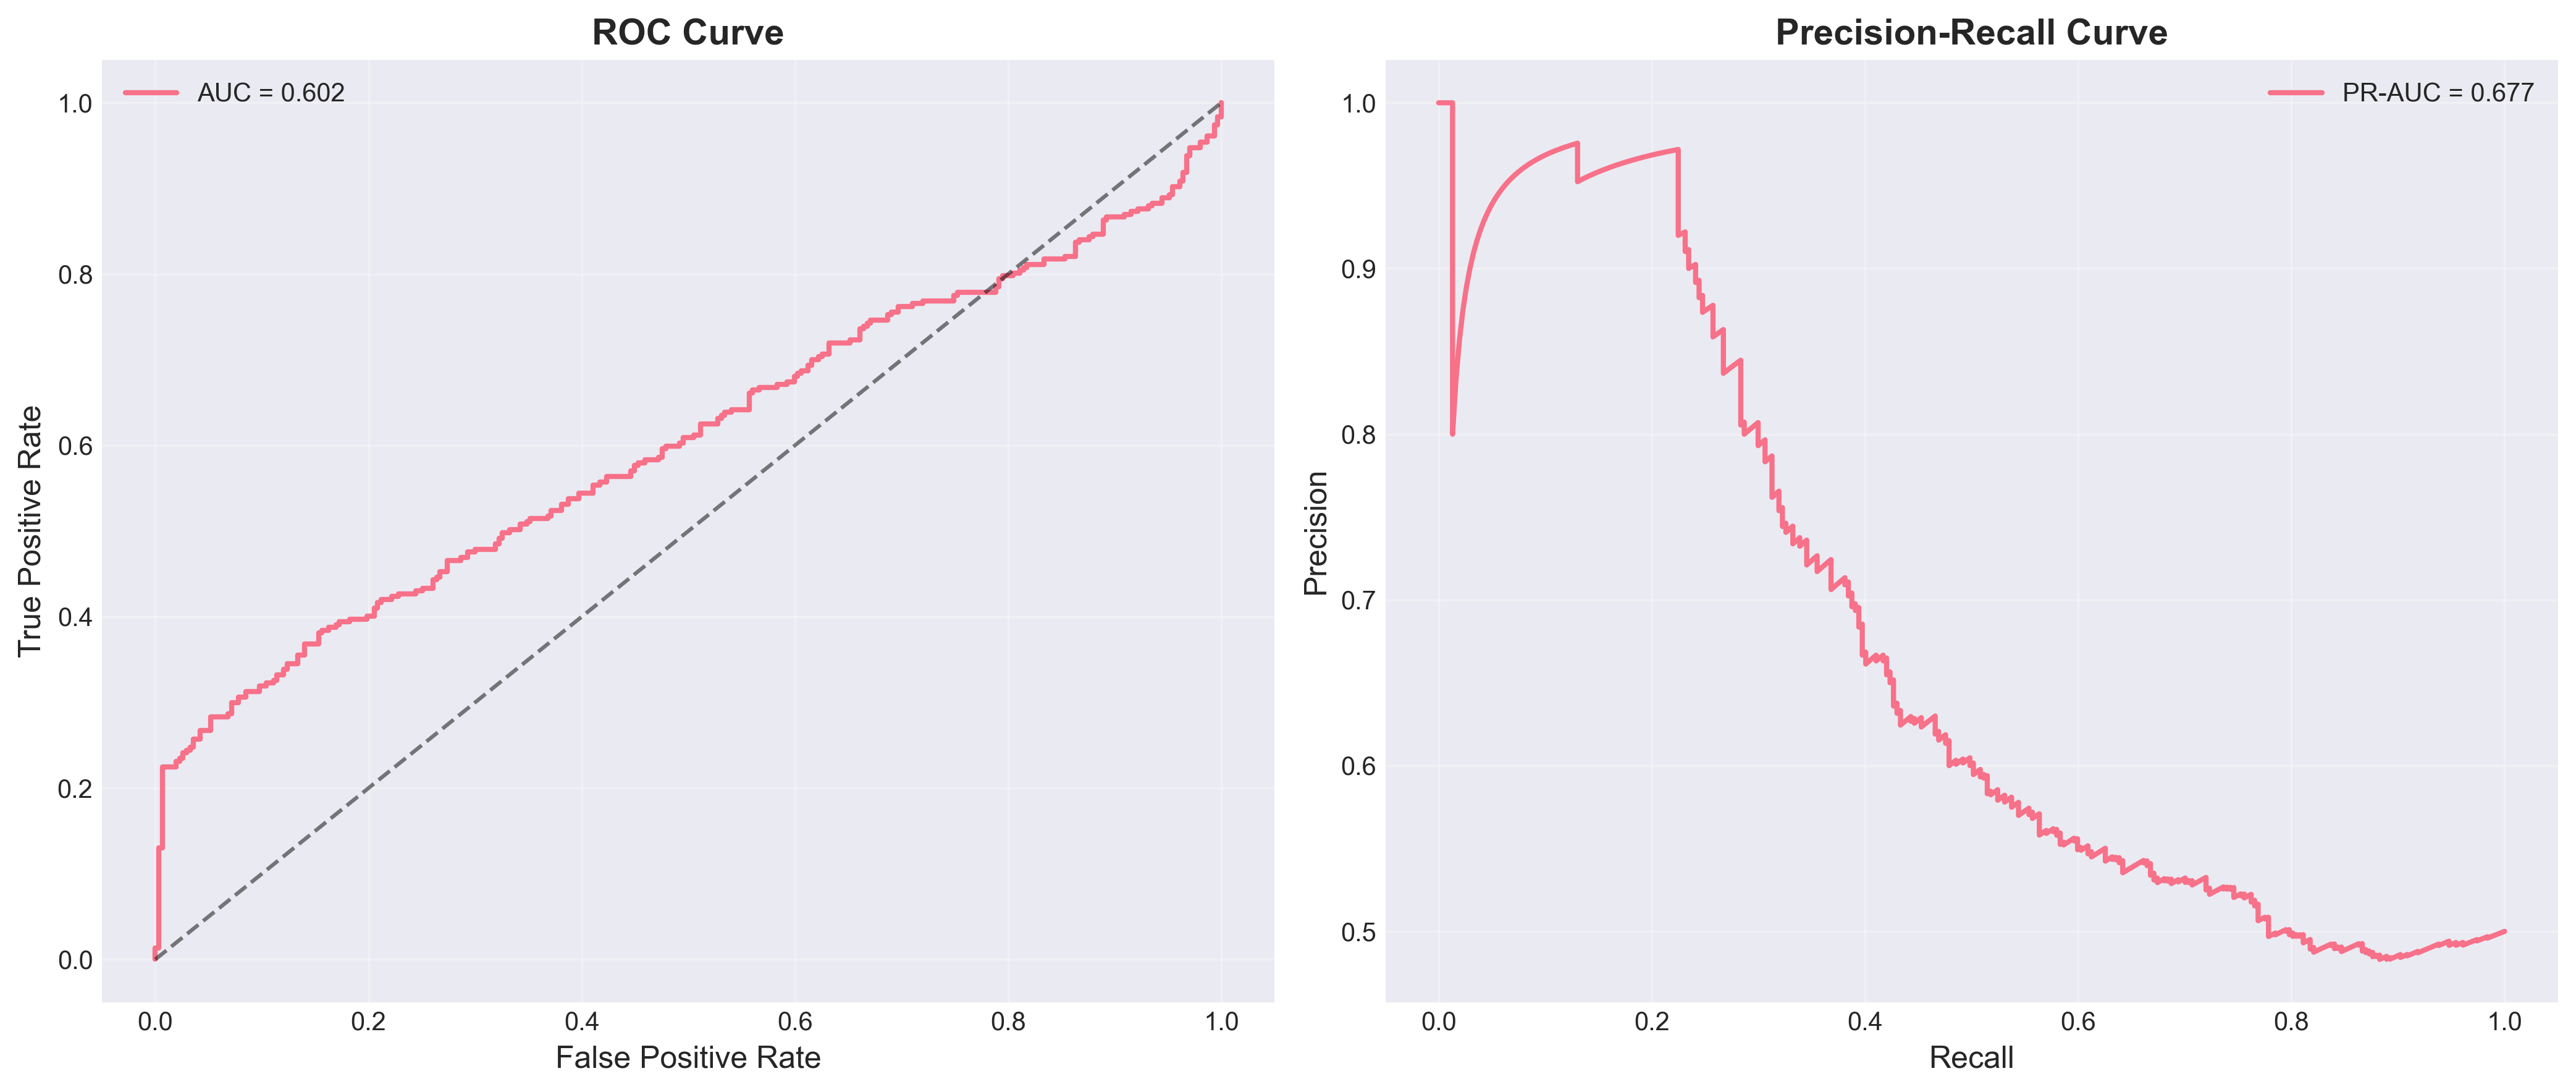 ROC Curve
AUC = 0.602
1.0
0.8
0.6
0.4
0.2
0.0
True Positive Rate
0.0 0.2 0.4 0.6 0.8 1.0
False Positive Rate
Precision-Recall Curve
PR-AUC = 0.677
1.0
0.9
0.8
0.7
0.6
0.5
Precision
0.0 0.2 0.4 0.6 0.8 1.0
Recall